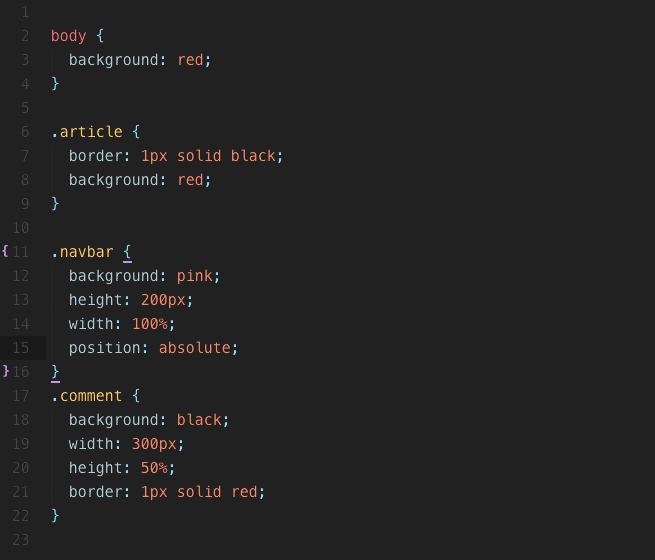 1
2 body {
3   background: red;
4 }
5
6 .article {
7   border: 1px solid black;
8   background: red;
9 }
10
{ 11 .navbar {
12   background: pink;
13   height: 200px;
14   width: 100%;
15   position: absolute;
} 16 }
17 .comment {
18   background: black;
19   width: 300px;
20   height: 50%;
21   border: 1px solid red;
22 }
23